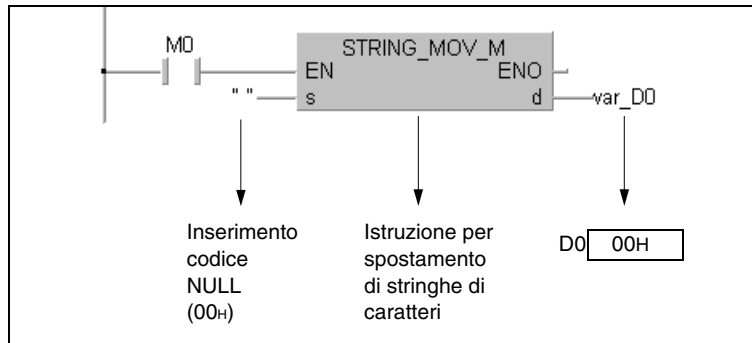 M0
STRING_MOV_M
EN ENO
" " s d var_D0
Inserimento
codice
NULL
(00H)
Istruzione per
spostamento
di stringhe di
caratteri
D0 00H